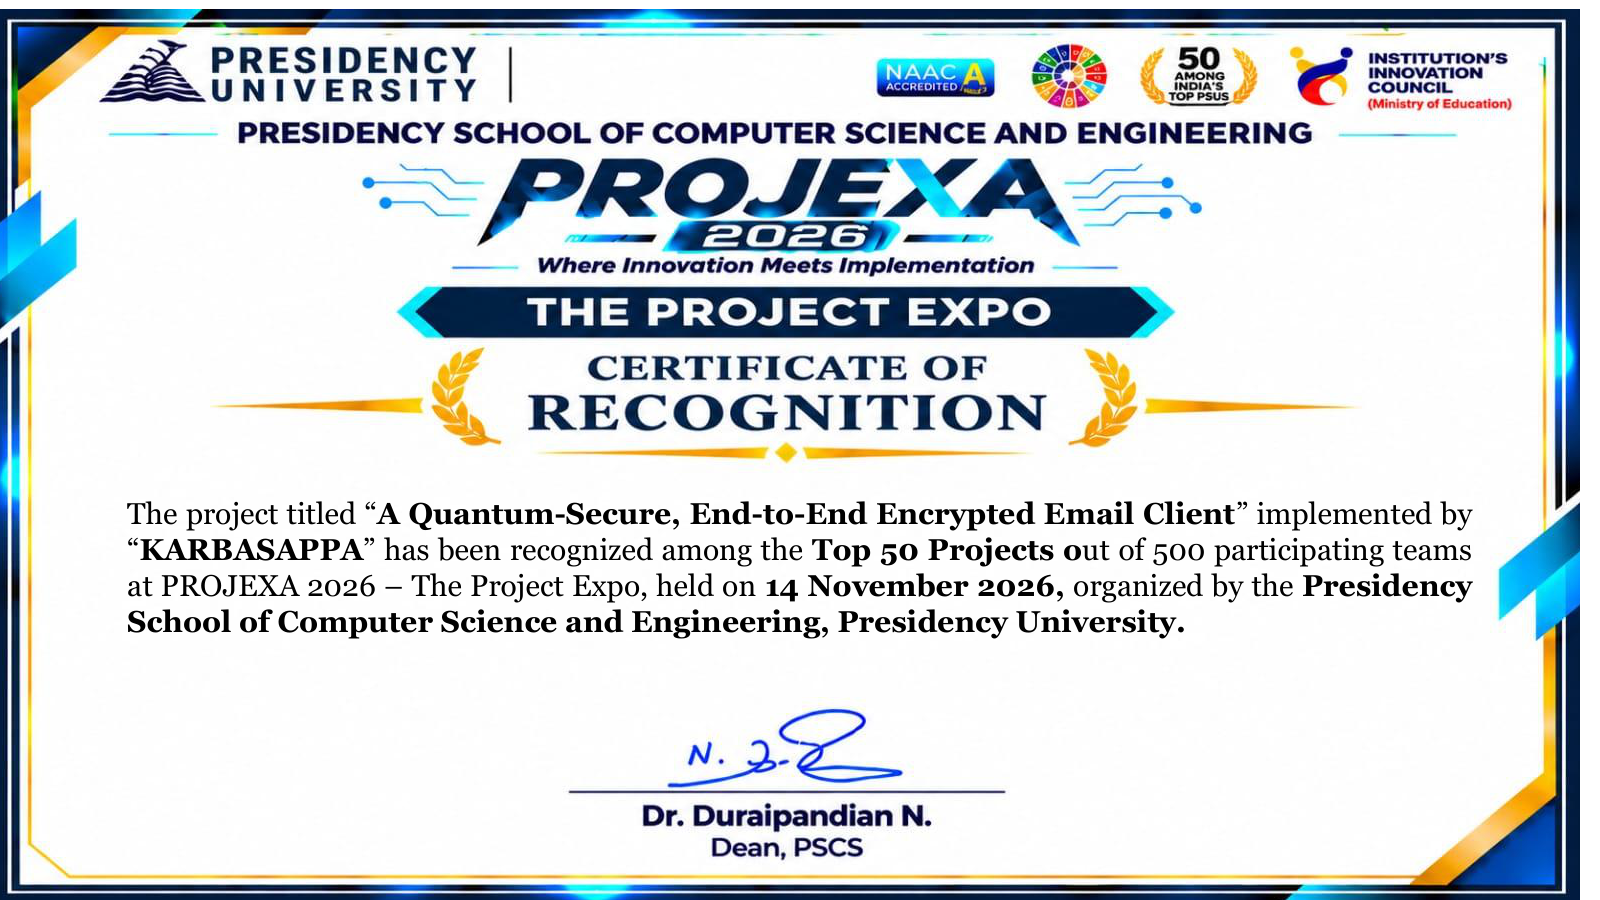 PRESIDENCY
UNIVERSITY
NAAC A
ACCREDITED
50
AMONG
INDIA'S
TOP PSUS
INSTITUTION'S
INNOVATION
COUNCIL
(Ministry of Education)
PRESIDENCY SCHOOL OF COMPUTER SCIENCE AND ENGINEERING
PROJEXA
2026
Where Innovation Meets Implementation
THE PROJECT EXPO
CERTIFICATE OF
RECOGNITION
The project titled “A Quantum-Secure, End-to-End Encrypted Email Client” implemented by
“KARBASAPPA” has been recognized among the Top 50 Projects out of 500 participating teams
at PROJEXA 2026 – The Project Expo, held on 14 November 2026, organized by the Presidency
School of Computer Science and Engineering, Presidency University.
Dr. Duraipandian N.
Dean, PSCS